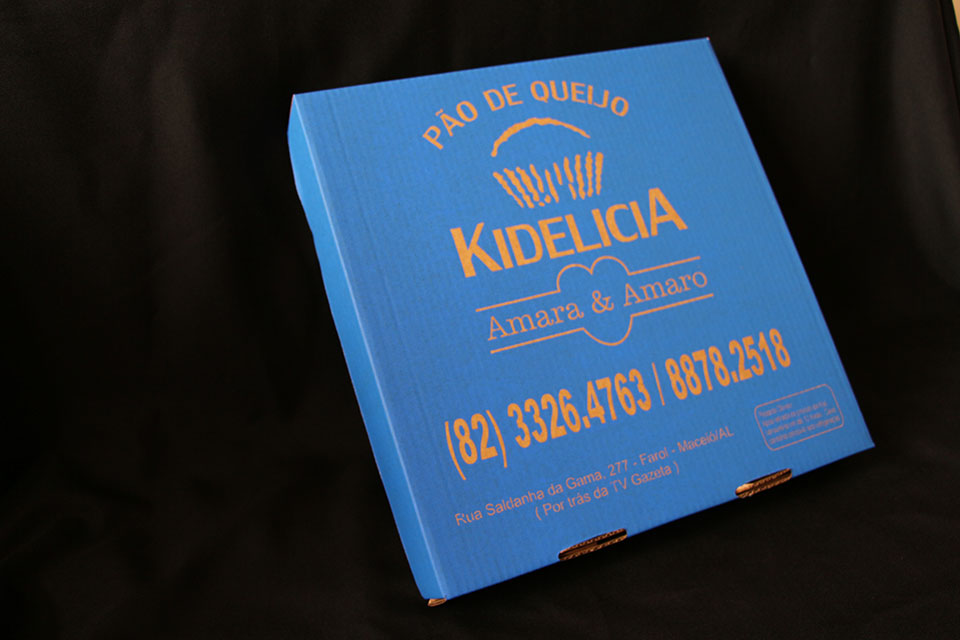 PÃO DE QUEIJO
KIDELICIA
Amara & Amaro
(82) 3326.4763 / 8878.2518
Rua Saldanha da Gama, 277 - Farol - Maceió/AL
( Por trás da TV Gazeta )